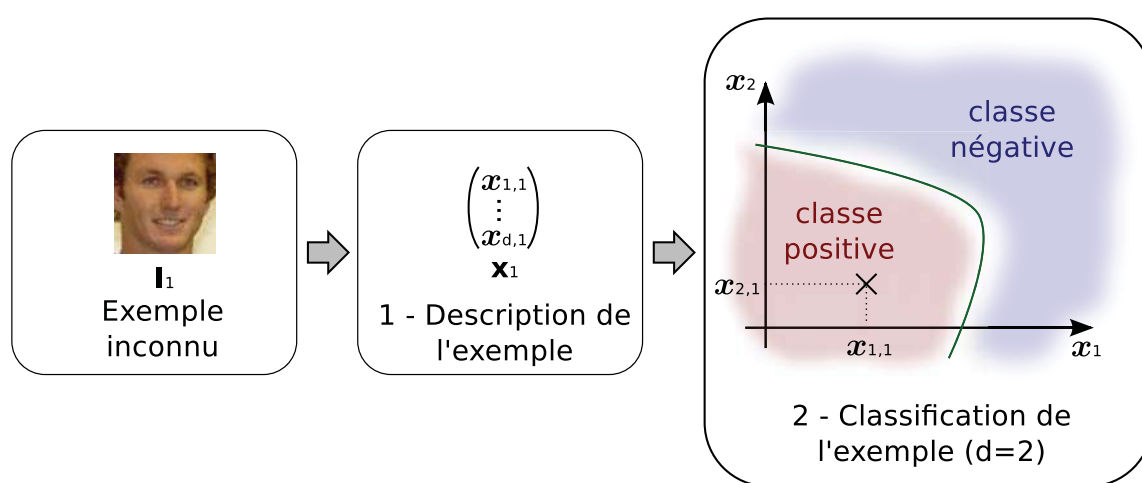 I1
Exemple
inconnu
x1,1
⋮
xd,1
x1
1 - Description de
l'exemple
x2
classe
négative
classe
positive
x2,1
x1,1
x1
2 - Classification de
l'exemple (d=2)